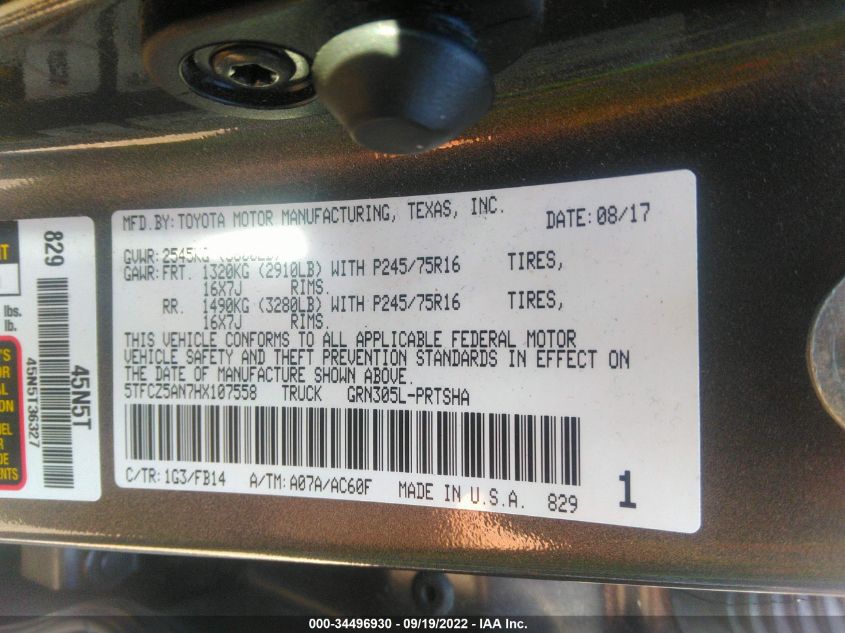 MFD.BY:TOYOTA MOTOR MANUFACTURING, TEXAS, INC. DATE:08/17
GVWR:2545KG
GAWR:FRT. 1320KG (2910LB) WITH P245/75R16 TIRES,
16X7J RIMS.
RR. 1490KG (3280LB) WITH P245/75R16 TIRES,
16X7J RIMS.
THIS VEHICLE CONFORMS TO ALL APPLICABLE FEDERAL MOTOR
VEHICLE SAFETY AND THEFT PREVENTION STANDARDS IN EFFECT ON
THE DATE OF MANUFACTURE SHOWN ABOVE.
5TFCZ5AN7HX107558 TRUCK GRN305L-PRTSHA
C/TR:1G3/FB14 A/TM:A07A/AC60F MADE IN U.S.A. 829 1
829
45N5T
45N5T36327
lbs.
lb.
000-34496930 - 09/19/2022 - IAA Inc.